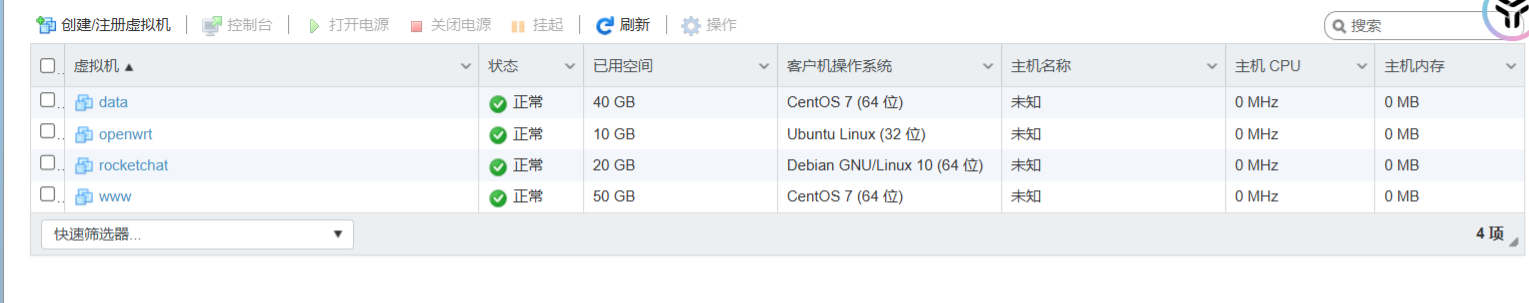 创建/注册虚拟机 控制台 打开电源 关闭电源 挂起 刷新 操作 搜索
虚拟机 状态 已用空间 客户机操作系统 主机名称 主机 CPU 主机内存
data 正常 40 GB CentOS 7 (64 位) 未知 0 MHz 0 MB
openwrt 正常 10 GB Ubuntu Linux (32 位) 未知 0 MHz 0 MB
rocketchat 正常 20 GB Debian GNU/Linux 10 (64 位) 未知 0 MHz 0 MB
www 正常 50 GB CentOS 7 (64 位) 未知 0 MHz 0 MB
快速筛选器... 4 项